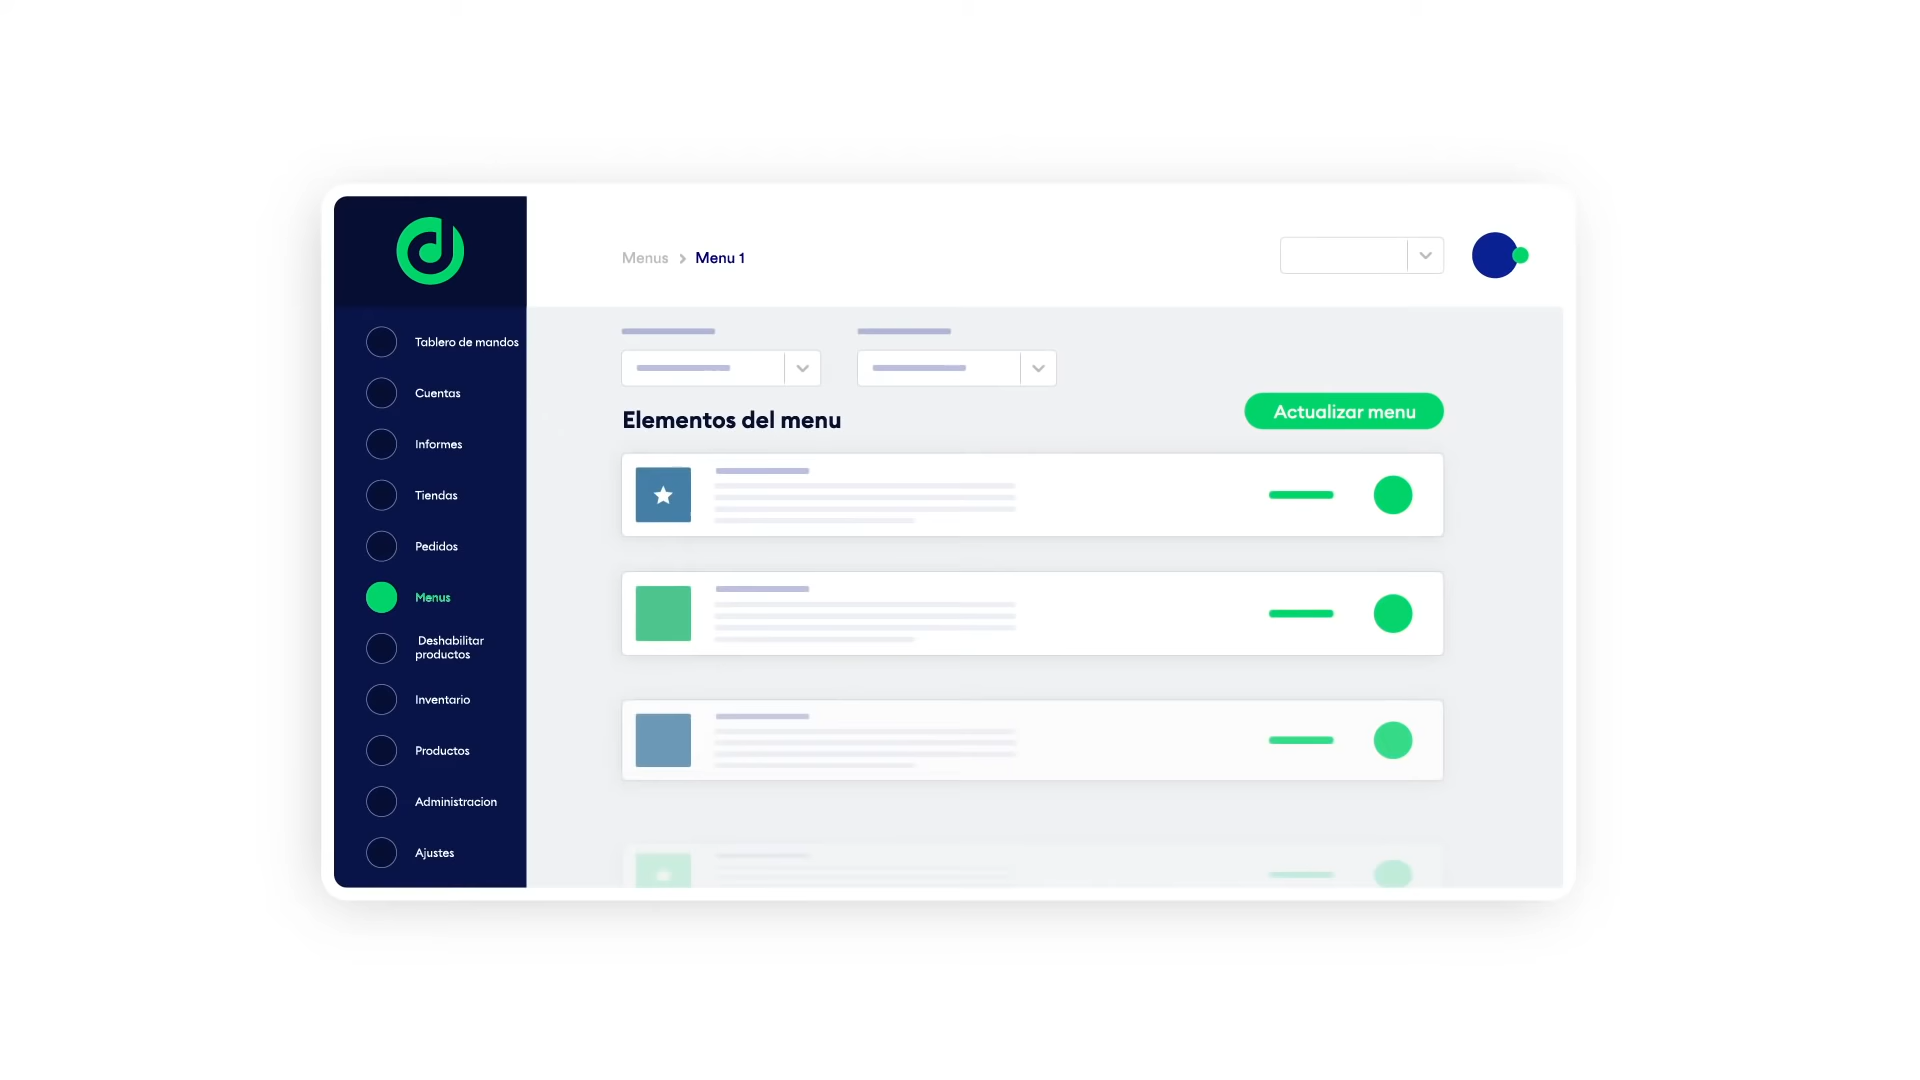 Menus > Menu 1
Tablero de mandos
Cuentas
Informes
Tiendas
Pedidos
Menus
Deshabilitar
productos
Inventario
Productos
Administracion
Ajustes
Elementos del menu
Actualizar menu